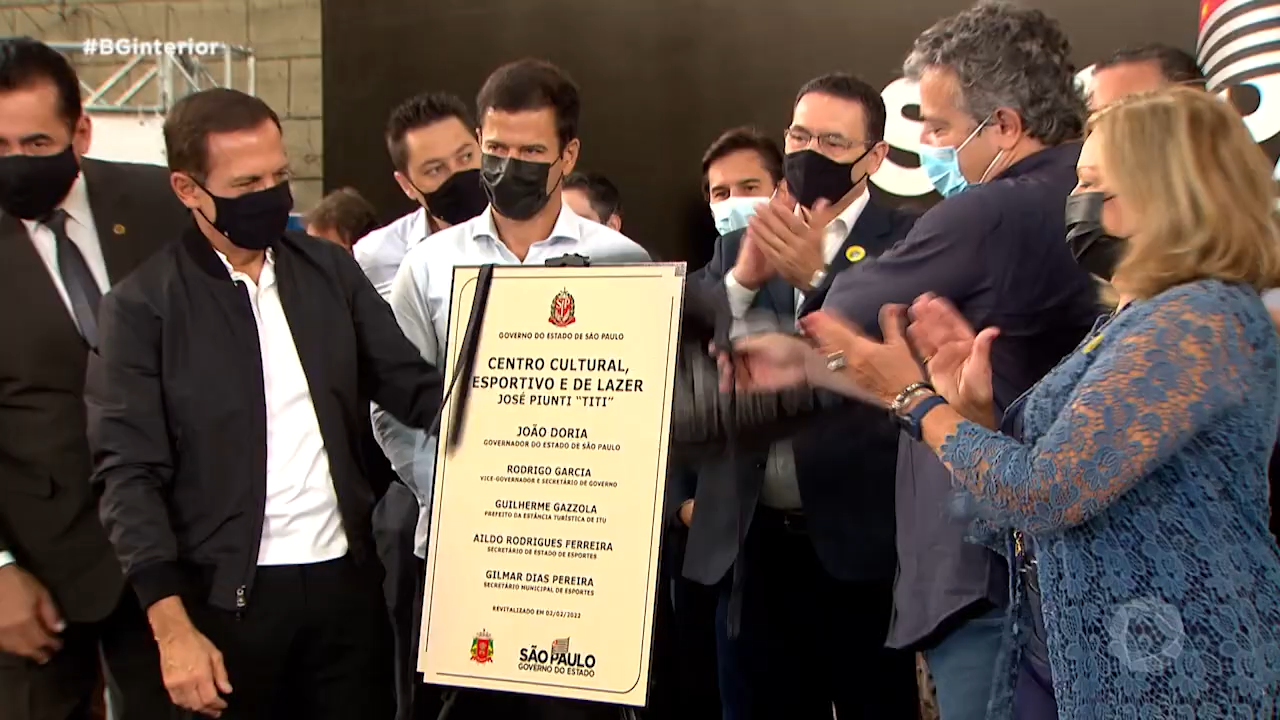 #BGinterior
S
GOVERNO DO ESTADO DE SÃO PAULO
CENTRO CULTURAL,
ESPORTIVO E DE LAZER
JOSÉ PIUNTI "TITI"
JOÃO DORIA
GOVERNADOR DO ESTADO DE SÃO PAULO
RODRIGO GARCIA
VICE-GOVERNADOR E SECRETÁRIO DE GOVERNO
GUILHERME GAZZOLA
PREFEITO DA ESTÂNCIA TURÍSTICA DE ITU
AILDO RODRIGUES FERREIRA
SECRETÁRIO DE ESTADO DE ESPORTES
GILMAR DIAS PEREIRA
SECRETÁRIO MUNICIPAL DE ESPORTES
REVITALIZADO EM 02/02/2022
SÃO PAULO
GOVERNO DO ESTADO